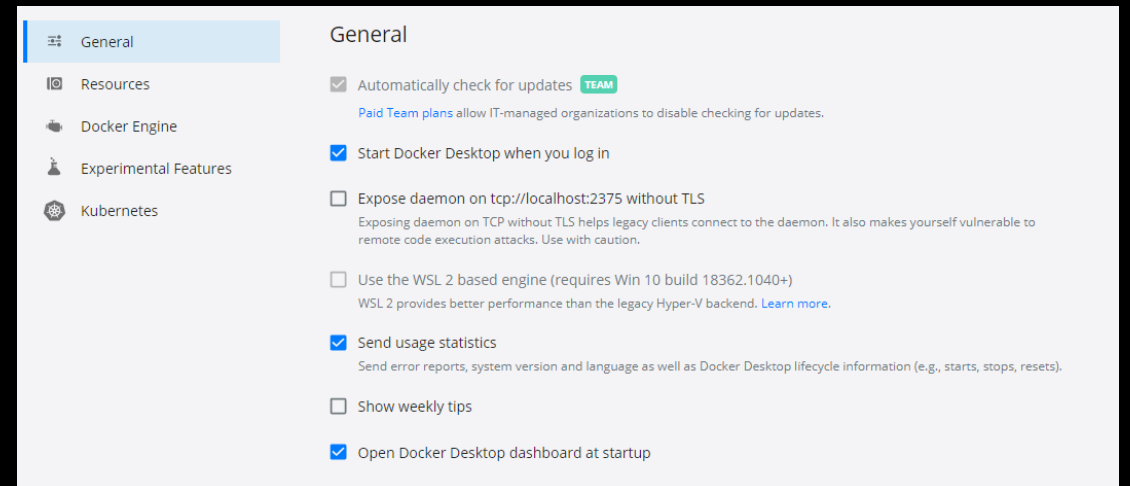 General
Resources
Docker Engine
Experimental Features
Kubernetes
General
Automatically check for updates TEAM
Paid Team plans allow IT-managed organizations to disable checking for updates.
Start Docker Desktop when you log in
Expose daemon on tcp://localhost:2375 without TLS
Exposing daemon on TCP without TLS helps legacy clients connect to the daemon. It also makes yourself vulnerable to
remote code execution attacks. Use with caution.
Use the WSL 2 based engine (requires Win 10 build 18362.1040+)
WSL 2 provides better performance than the legacy Hyper-V backend. Learn more.
Send usage statistics
Send error reports, system version and language as well as Docker Desktop lifecycle information (e.g., starts, stops, resets).
Show weekly tips
Open Docker Desktop dashboard at startup